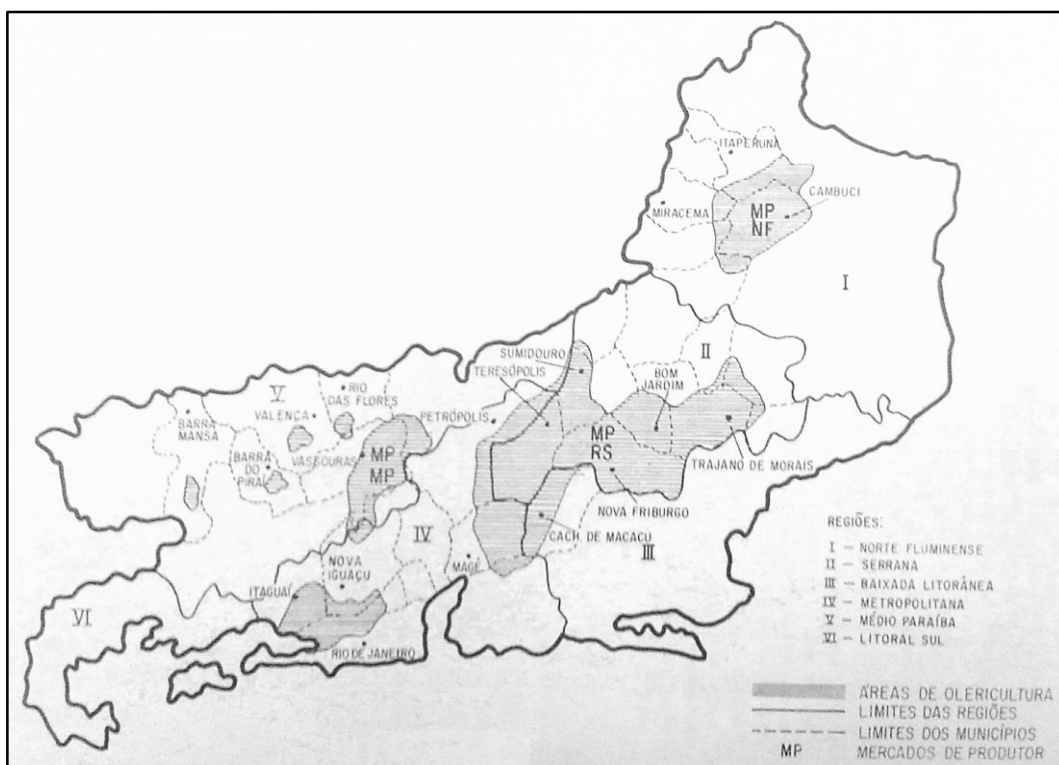 ITAPERUNA
CAMBUCI
MIRACEMA
MP
NF
I
SUMIDOURO
TERESÓPOLIS
II
BOM
JARDIM
V
RIO
DAS FLORES
VALENÇA
PETRÓPOLIS
BARRA
MANSA
BARRA
DO
PIRAÍ
VASSOURAS
MP
MP
MP
RS
TRAJANO DE MORAIS
NOVA FRIBURGO
CACH. DE MACACU
III
IV
MAGÉ
NOVA
IGUAÇU
ITAGUAÍ
VI
RIO DE JANEIRO
REGIÕES:
I – NORTE FLUMINENSE
II – SERRANA
III – BAIXADA LITORÂNEA
IV – METROPOLITANA
V – MÉDIO PARAÍBA
VI – LITORAL SUL
ÁREAS DE OLERICULTURA
LIMITES DAS REGIÕES
LIMITES DOS MUNICÍPIOS
MP MERCADOS DE PRODUTOR